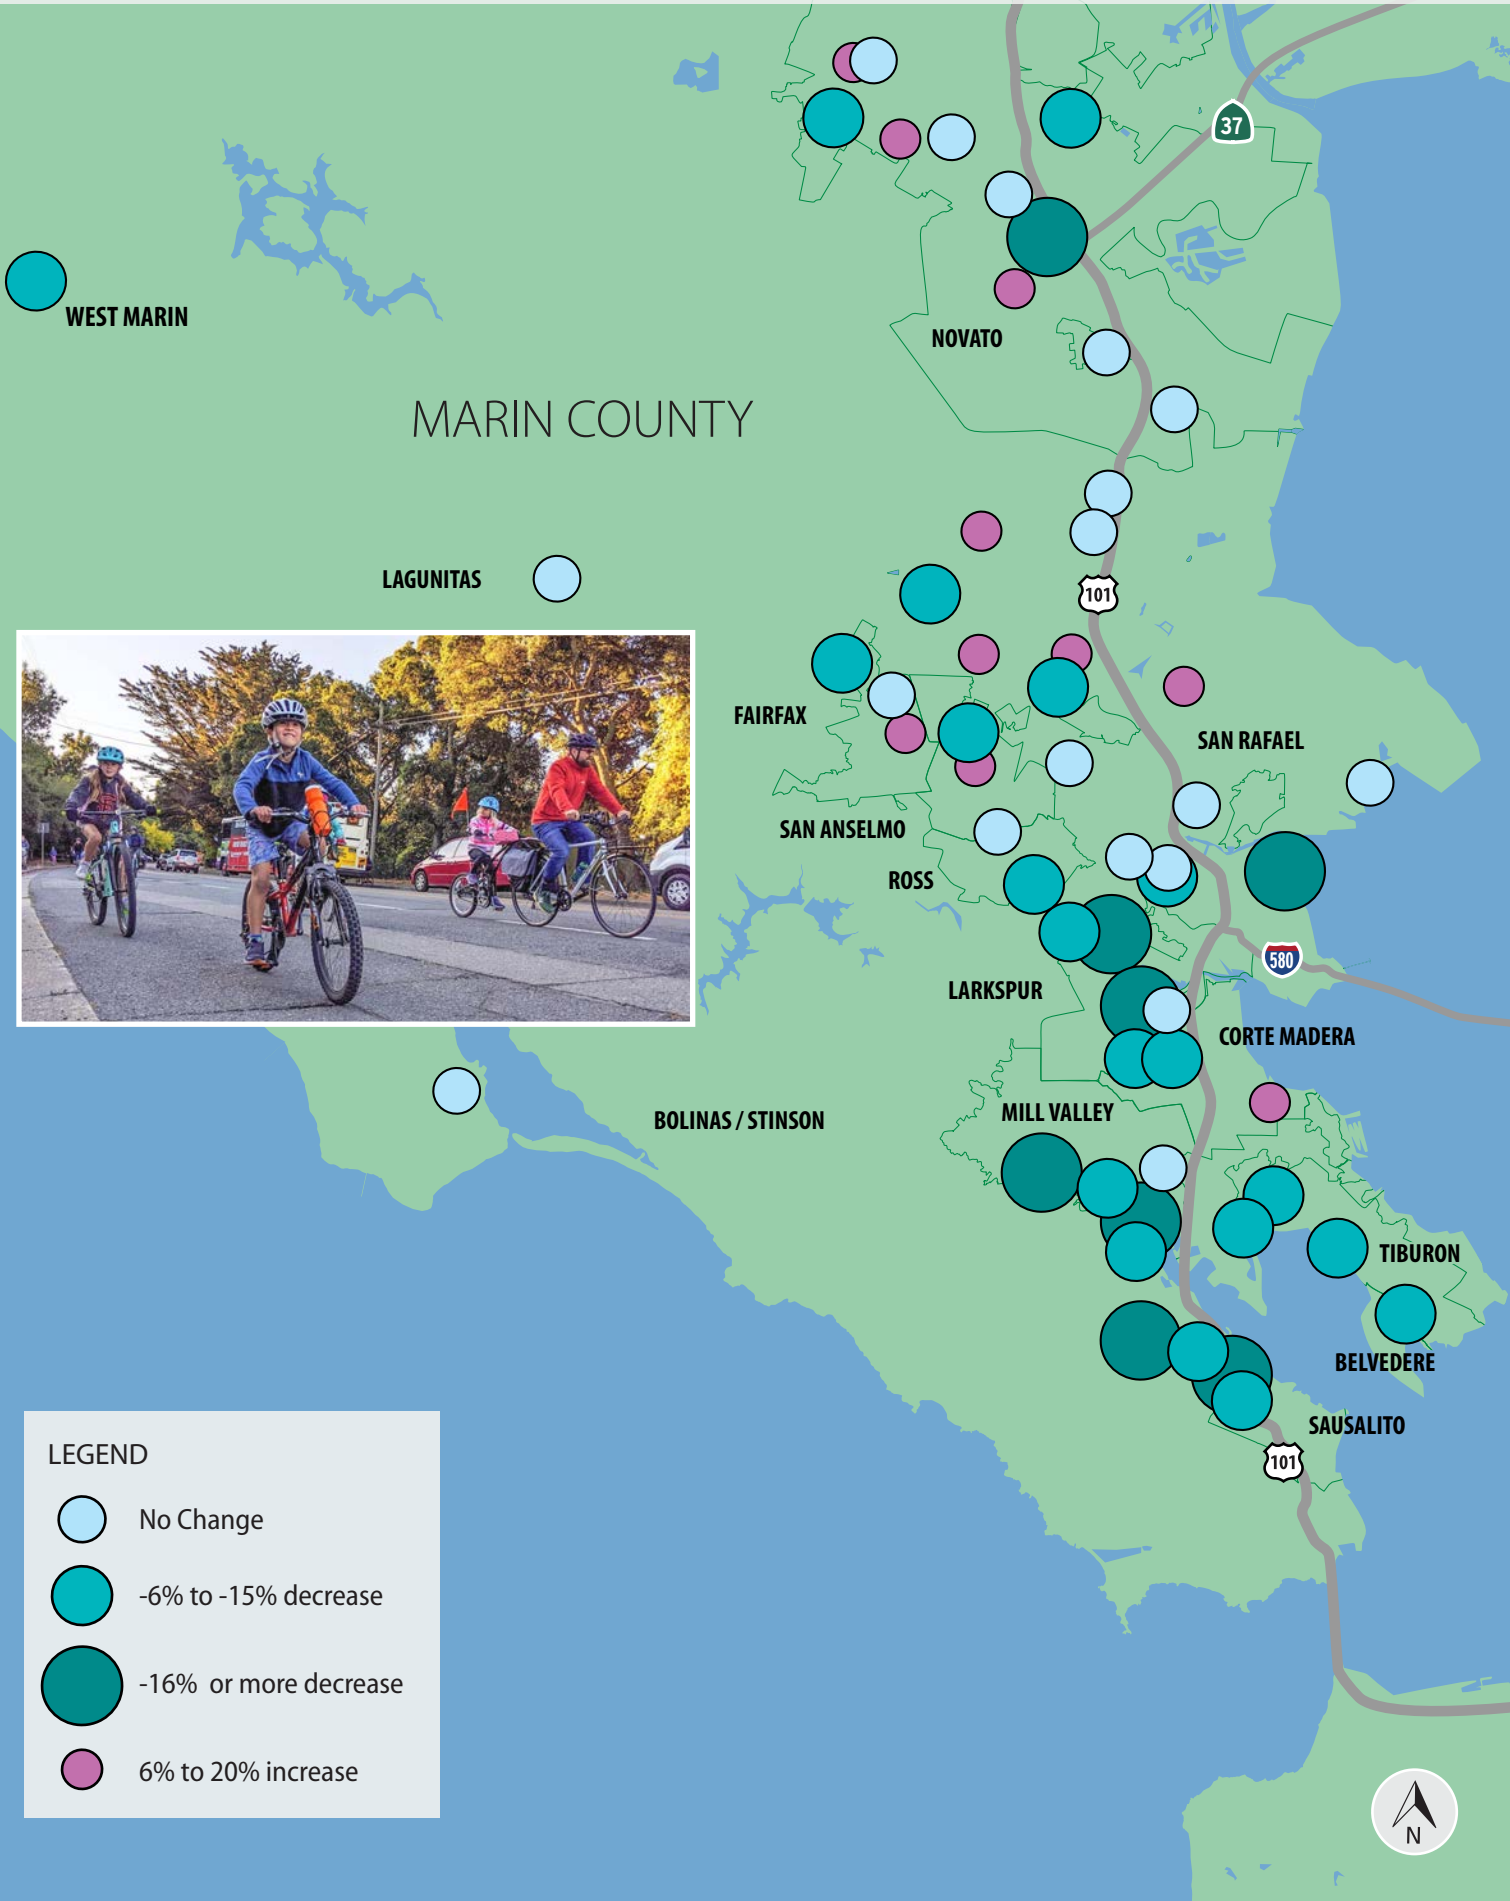 37
WEST MARIN
NOVATO
MARIN COUNTY
LAGUNITAS
101
FAIRFAX
SAN RAFAEL
SAN ANSELMO
ROSS
580
LARKSPUR
CORTE MADERA
MILL VALLEY
BOLINAS / STINSON
TIBURON
BELVEDERE
SAUSALITO
101
LEGEND
No Change
-6% to -15% decrease
-16% or more decrease
6% to 20% increase
N